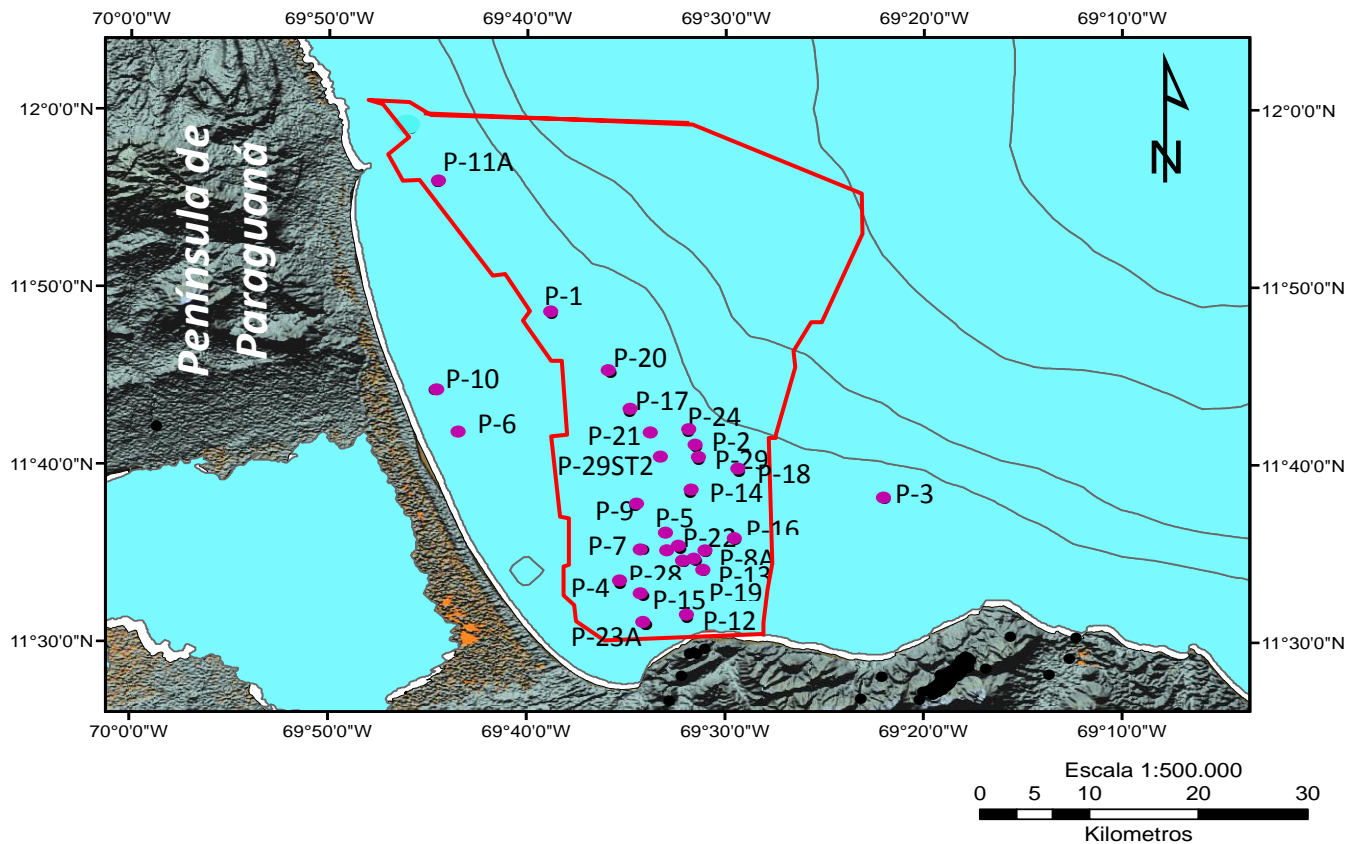 70°0'0"W 69°50'0"W 69°40'0"W 69°30'0"W 69°20'0"W 69°10'0"W
12°0'0"N 12°0'0"N
Península de
Paraguaná
N
P-11A
11°50'0"N 11°50'0"N
P-1
P-20
P-10
P-17
P-6
P-24
P-21
P-2
P-29ST2
P-29
11°40'0"N 11°40'0"N
P-18
P-14
P-3
P-9
P-5
P-16
P-22
P-7
P-8A
P-28
P-13
P-4
P-19
P-15
P-12
P-23A
11°30'0"N 11°30'0"N
70°0'0"W 69°50'0"W 69°40'0"W 69°30'0"W 69°20'0"W 69°10'0"W
Escala 1:500.000
0 5 10 20 30
Kilometros